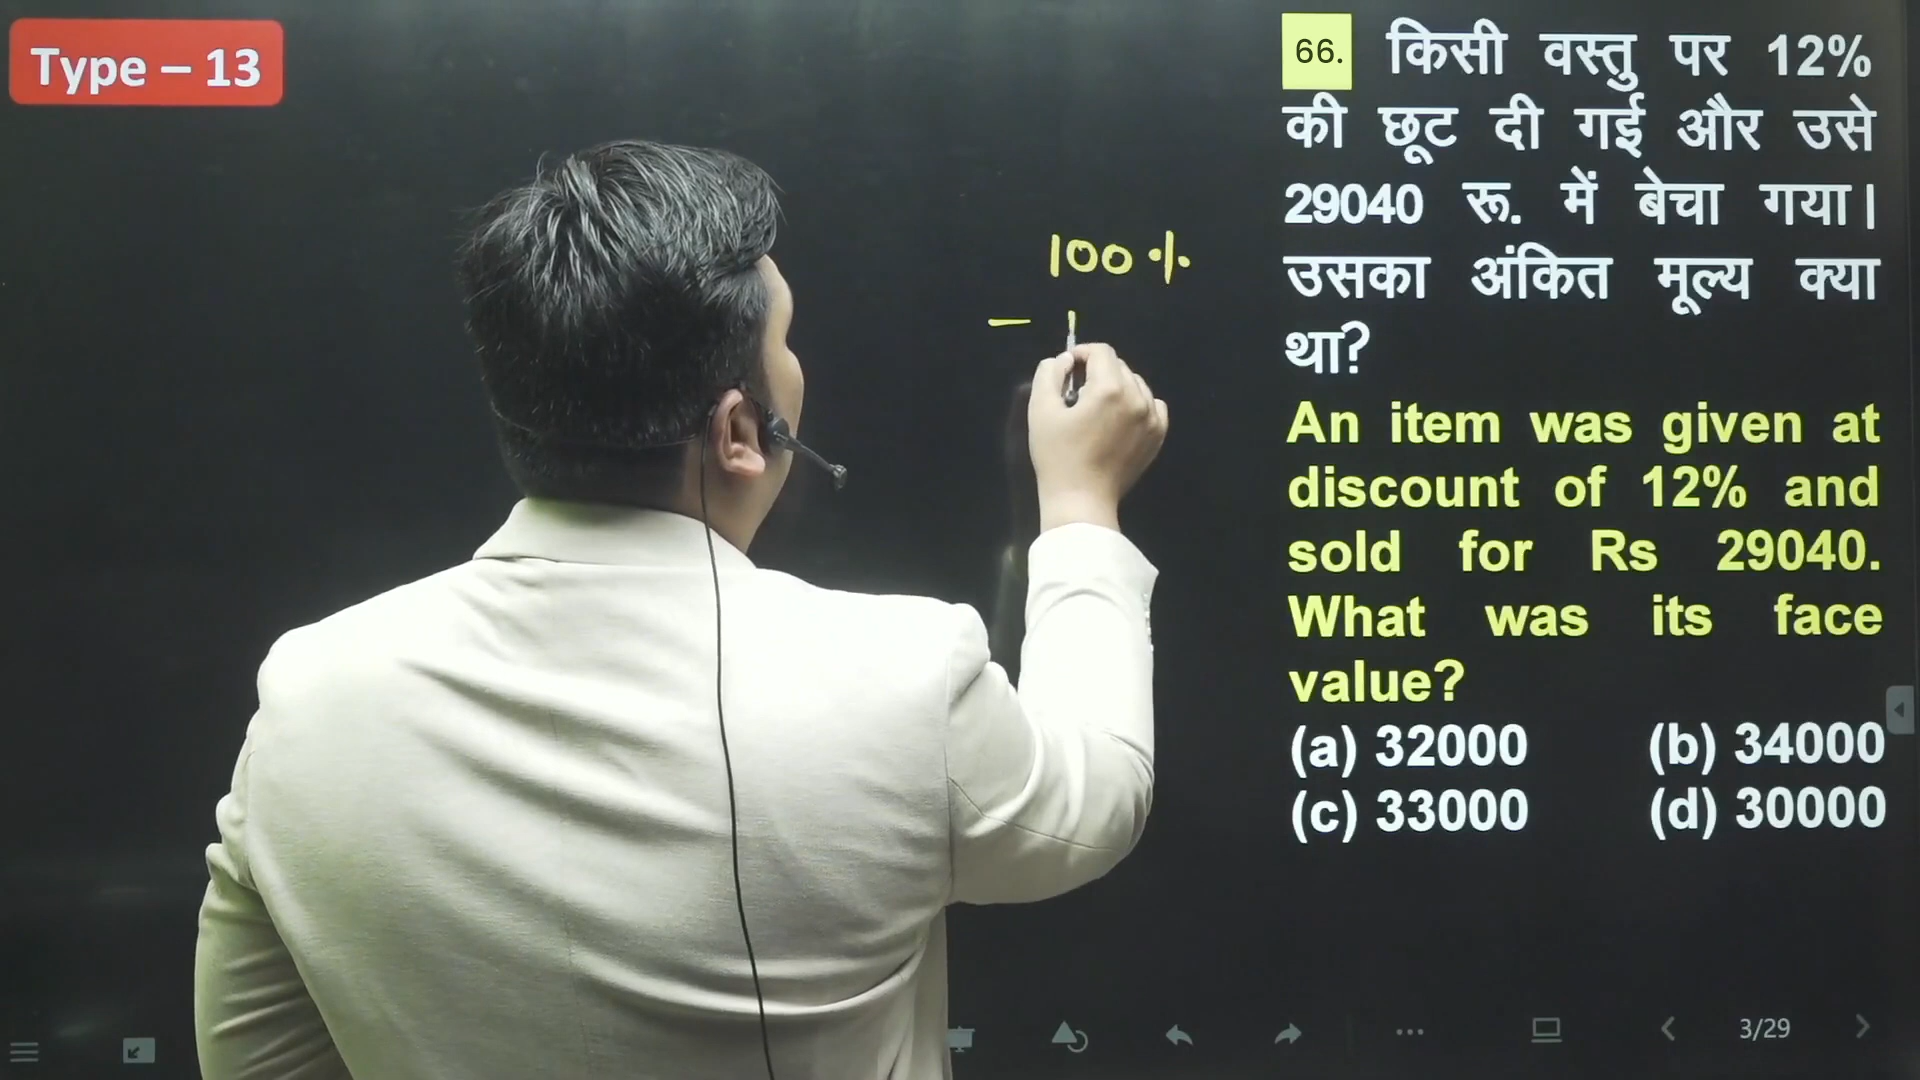 Type – 13
66. किसी वस्तु पर 12%
की छूट दी गई और उसे
29040 रू. में बेचा गया।
उसका अंकित मूल्य क्या
था?
An item was given at
discount of 12% and
sold for Rs 29040.
What was its face
value?
(a) 32000 (b) 34000
(c) 33000 (d) 30000
100%
– 1
3/29